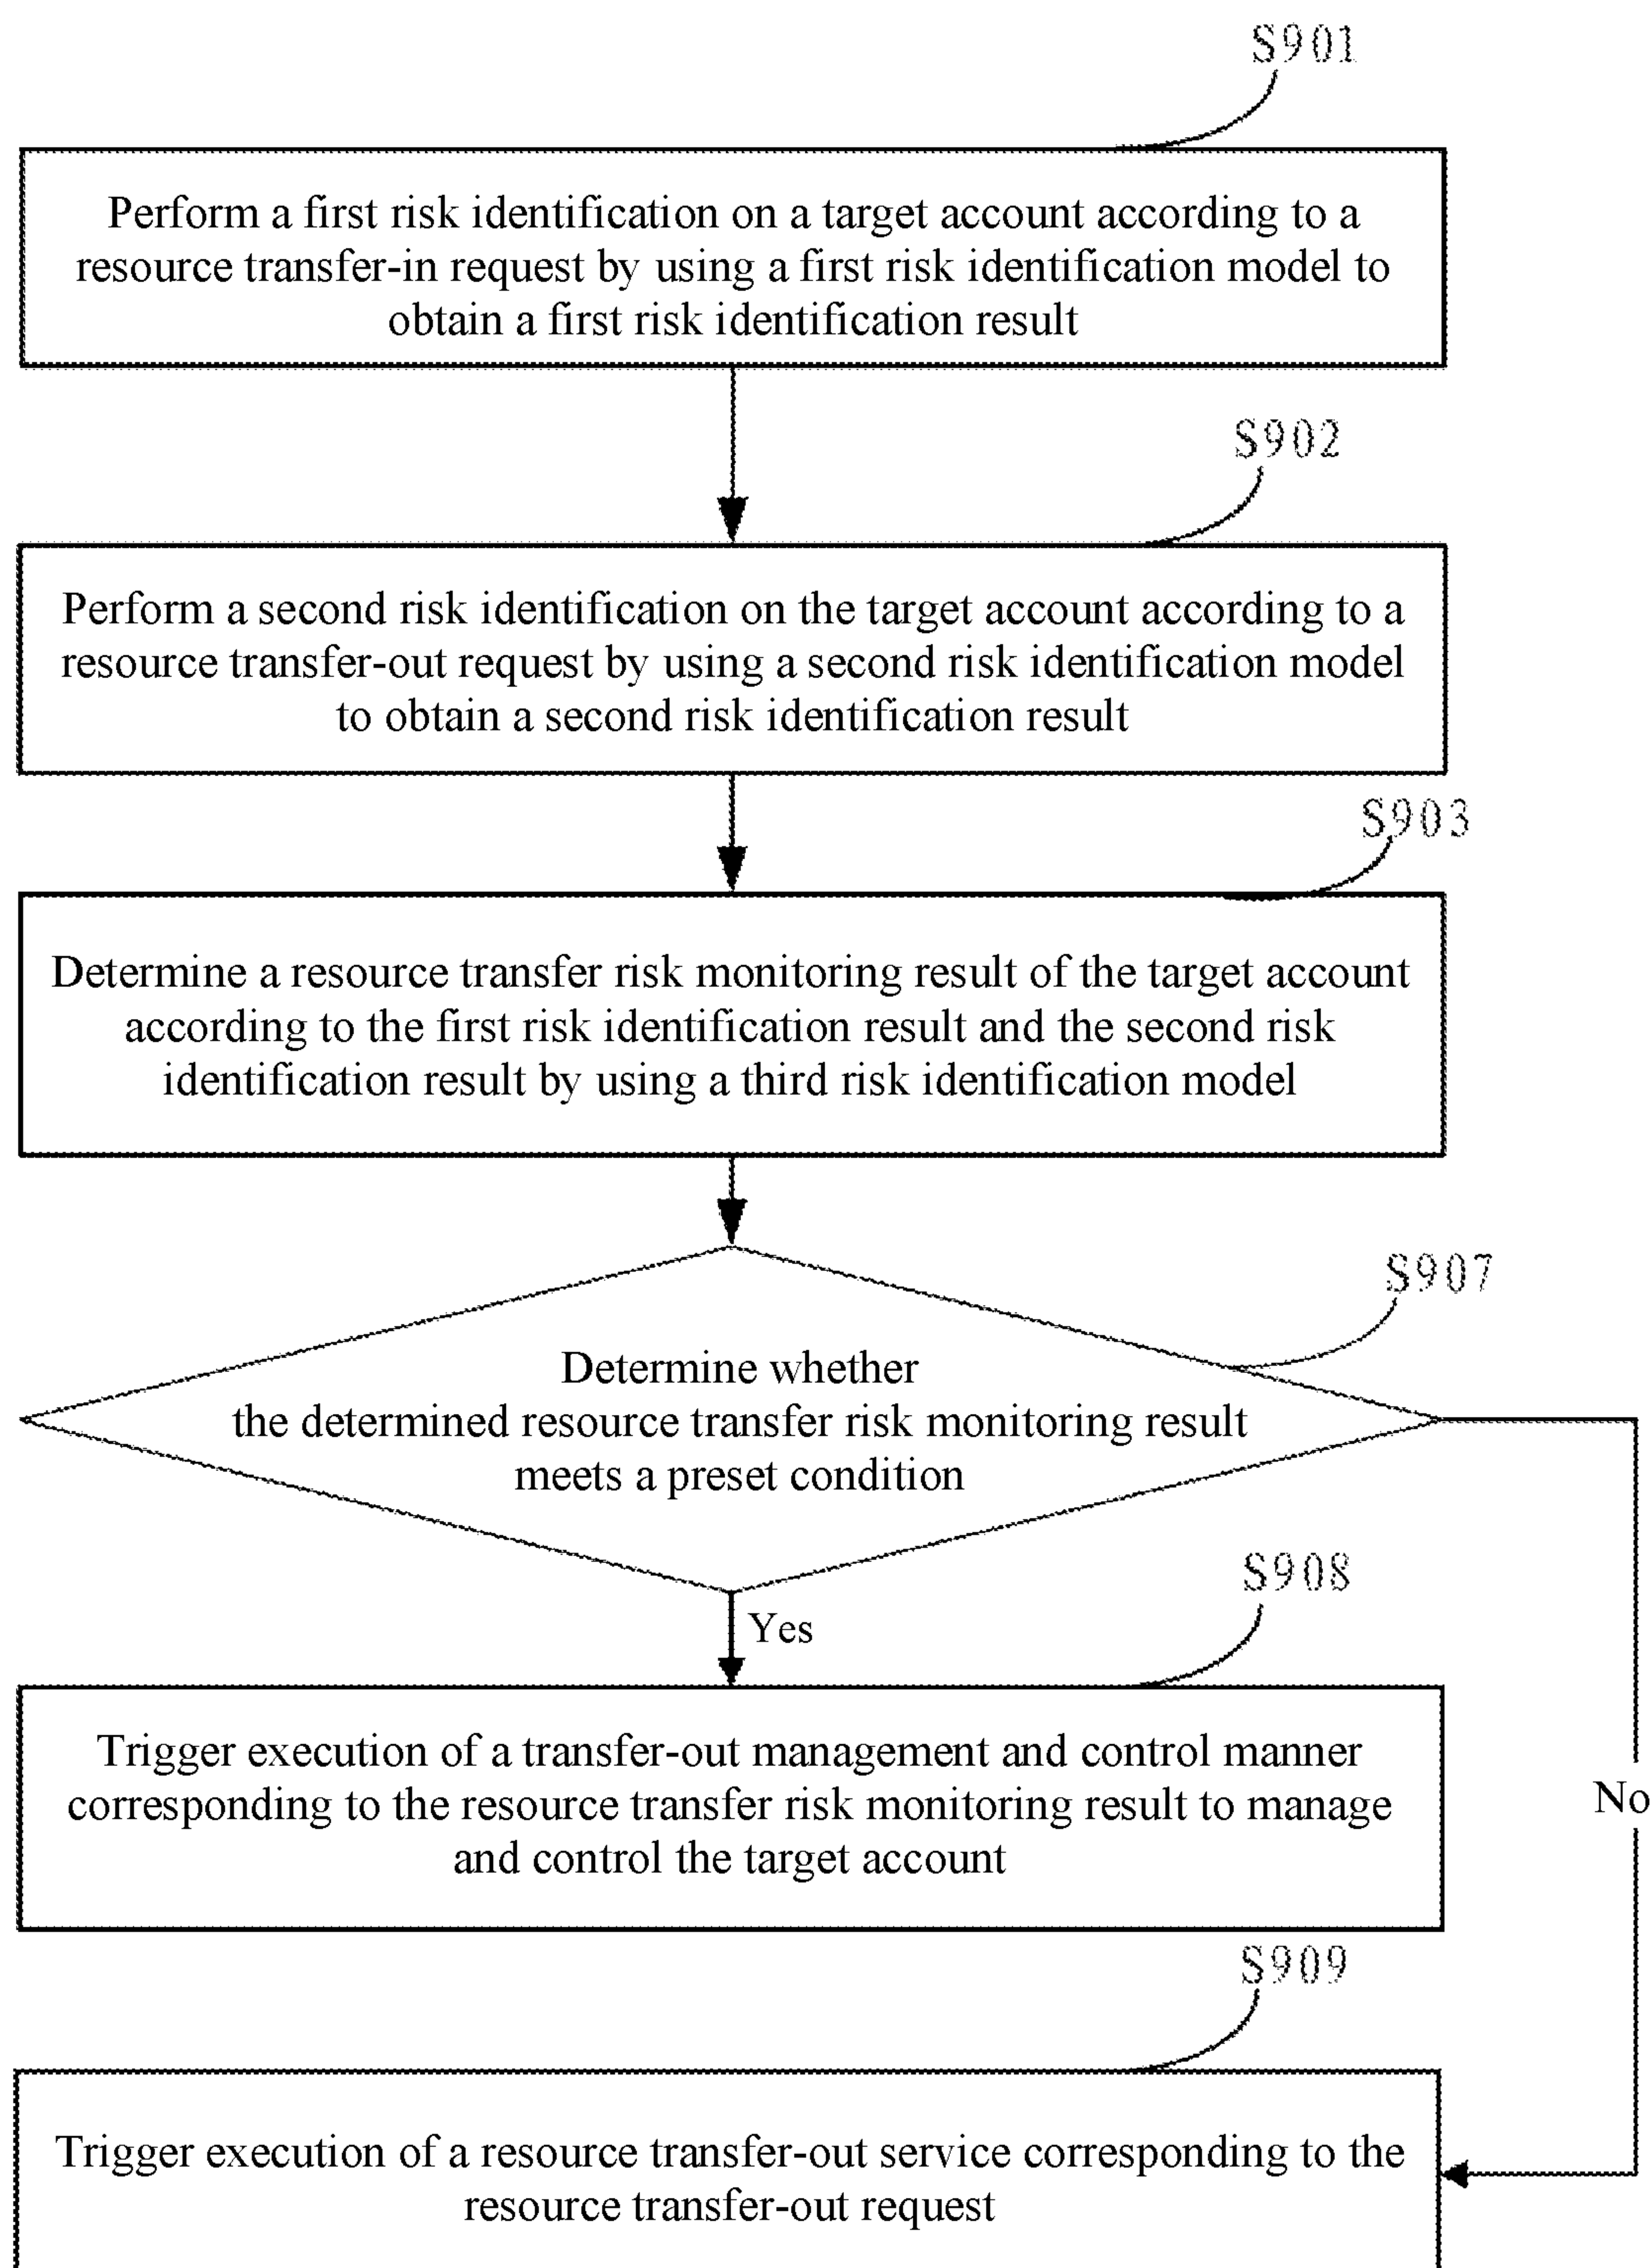 S901
Perform a first risk identification on a target account according to a
resource transfer-in request by using a first risk identification model to
obtain a first risk identification result
S902
Perform a second risk identification on the target account according to a
resource transfer-out request by using a second risk identification model
to obtain a second risk identification result
S903
Determine a resource transfer risk monitoring result of the target account
according to the first risk identification result and the second risk
identification result by using a third risk identification model
S907
Determine whether
the determined resource transfer risk monitoring result
meets a preset condition
S908
Yes
Trigger execution of a transfer-out management and control manner
corresponding to the resource transfer risk monitoring result to manage
and control the target account
No
S909
Trigger execution of a resource transfer-out service corresponding to the
resource transfer-out request